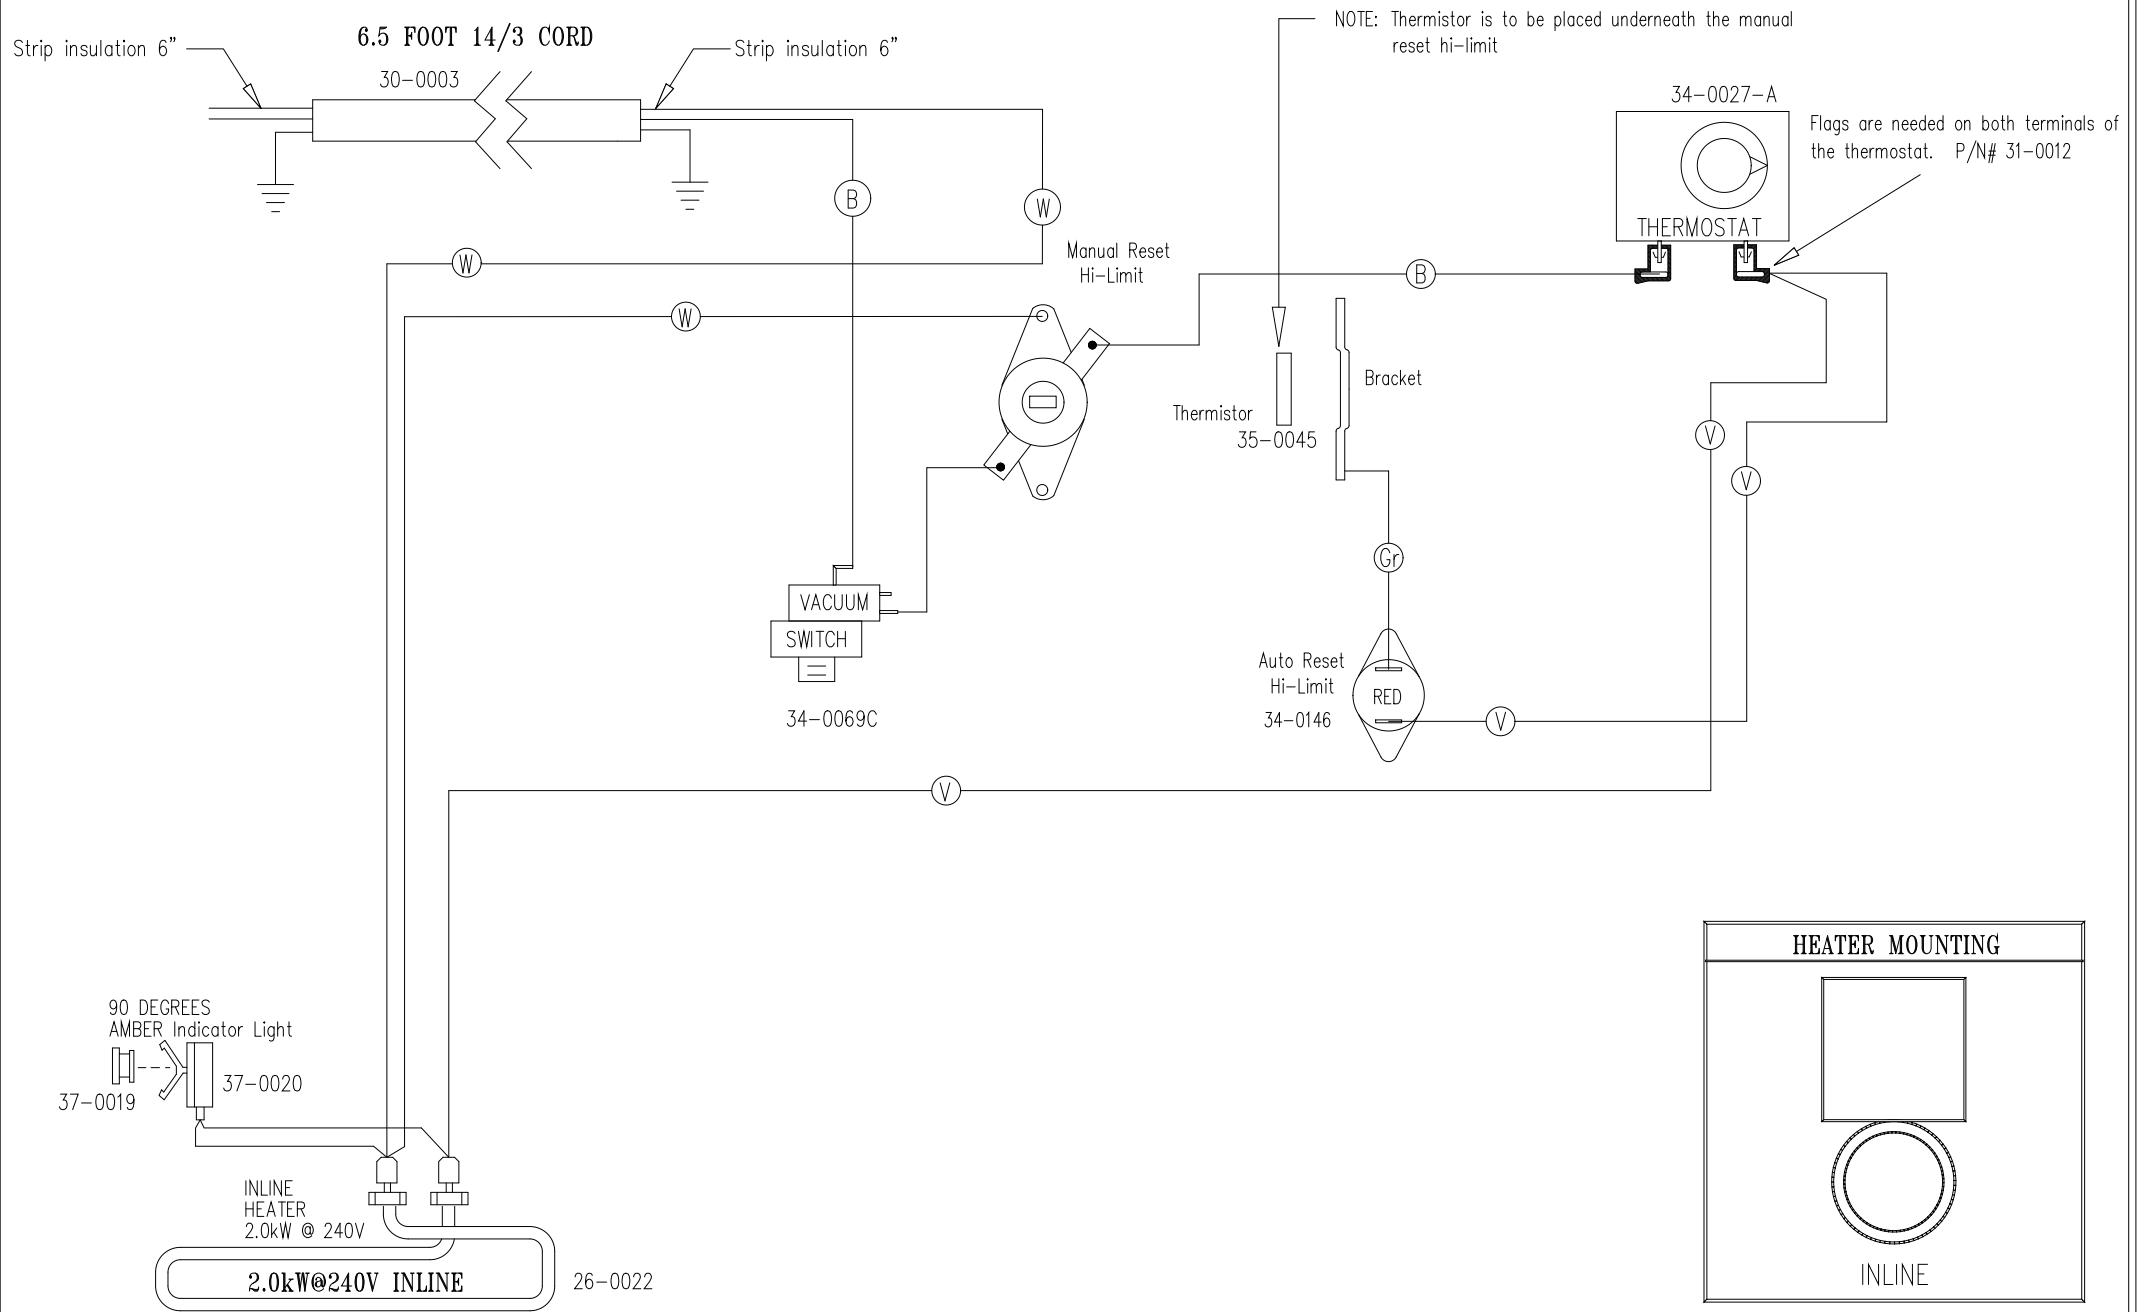 NOTE: Thermistor is to be placed underneath the manual
reset hi-limit
6.5 FOOT 14/3 CORD
Strip insulation 6"
Strip insulation 6"
30-0003
34-0027-A
Flags are needed on both terminals of
the thermostat. P/N# 31-0012
THERMOSTAT
B
W
W
Manual Reset
Hi-Limit
B
W
Bracket
Thermistor
35-0045
V
V
Gr
VACUUM
SWITCH
34-0069C
Auto Reset
Hi-Limit
34-0146
RED
V
V
HEATER MOUNTING
INLINE
90 DEGREES
AMBER Indicator Light
37-0020
37-0019
INLINE
HEATER
2.0kW @ 240V
2.0kW@240V INLINE
26-0022